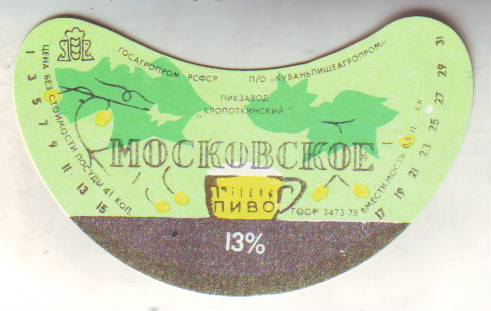 ГОСАГРОПРОМ РСФСР П/О "КУБАНЬПИЩЕАГРОПРОМ"
ПИВЗАВОД
"КРОПОТКИНСКИЙ"
МОСКОВСКОЕ
ПИВО
ГОСТ 3473 78
13%
ЦЕНА БЕЗ СТОИМОСТИ ПОСУДЫ 41 КОП.
ВМЕСТИМОСТЬ 0,5 Л. СК
1 3 5 7 9 11 13 15
17 19 21 23 25 27 29 31